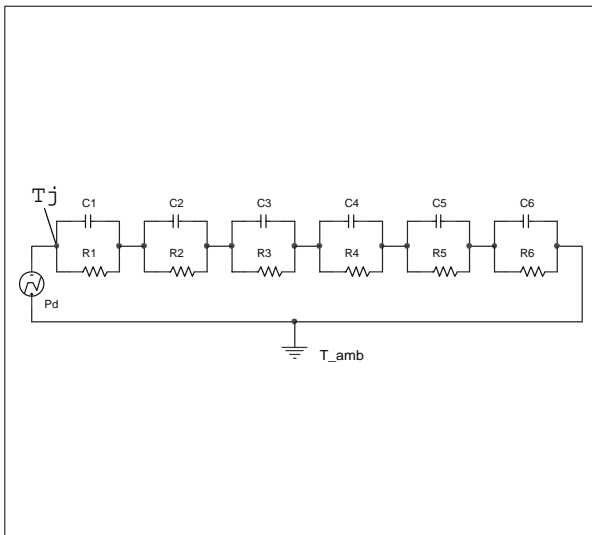 Tj
C1 C2 C3 C4 C5 C6
R1 R2 R3 R4 R5 R6
Pd
T_amb